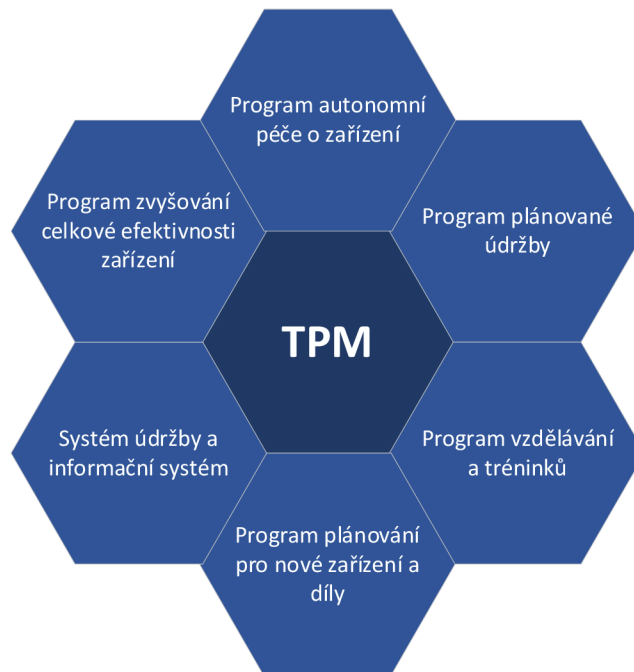 Program autonomní
péče o zařízení
Program zvyšování
celkové efektivnosti
zařízení
Program plánované
údržby
TPM
Systém údržby a
informační systém
Program vzdělávání
a tréninků
Program plánování
pro nové zařízení a
díly